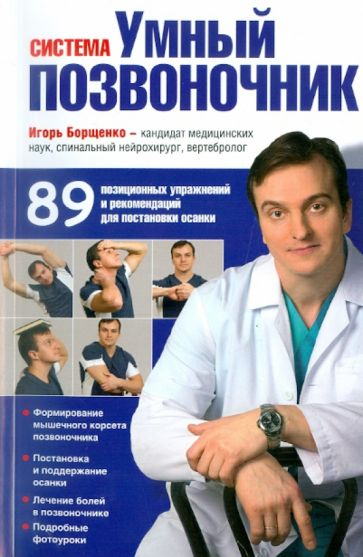 СИСТЕМА Умный
ПОЗВОНОЧНИК
Игорь Борщенко – кандидат медицинских
наук, спинальный нейрохирург, вертебролог
89 позиционных упражнений
и рекомендаций
для постановки осанки
• Формирование
мышечного корсета
позвоночника
• Постановка
и поддержание
осанки
• Лечение болей
в позвоночнике
• Подробные
фотоуроки